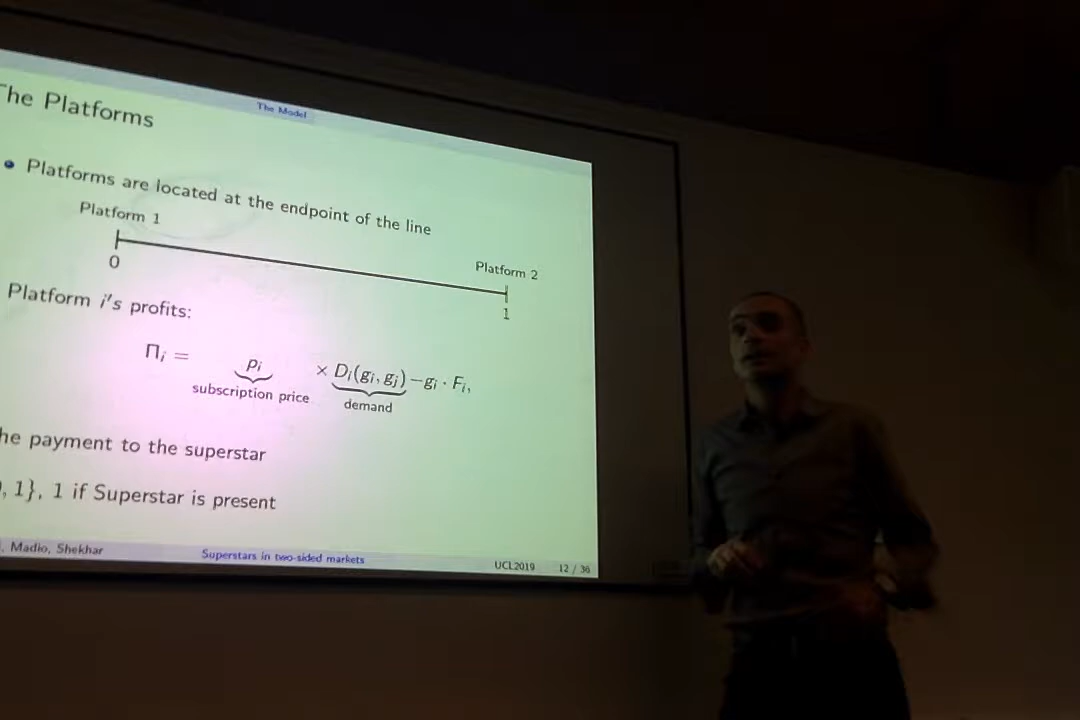 The Model
The Platforms
Platforms are located at the endpoint of the line
Platform 1
Platform 2
0
1
Platform i's profits:
Πi = pi × Di(gi, gj) −gi · Fi,
subscription price
demand
the payment to the superstar
, 1}, 1 if Superstar is present
, Madio, Shekhar
Superstars in two-sided markets
UCL2019
12 / 36